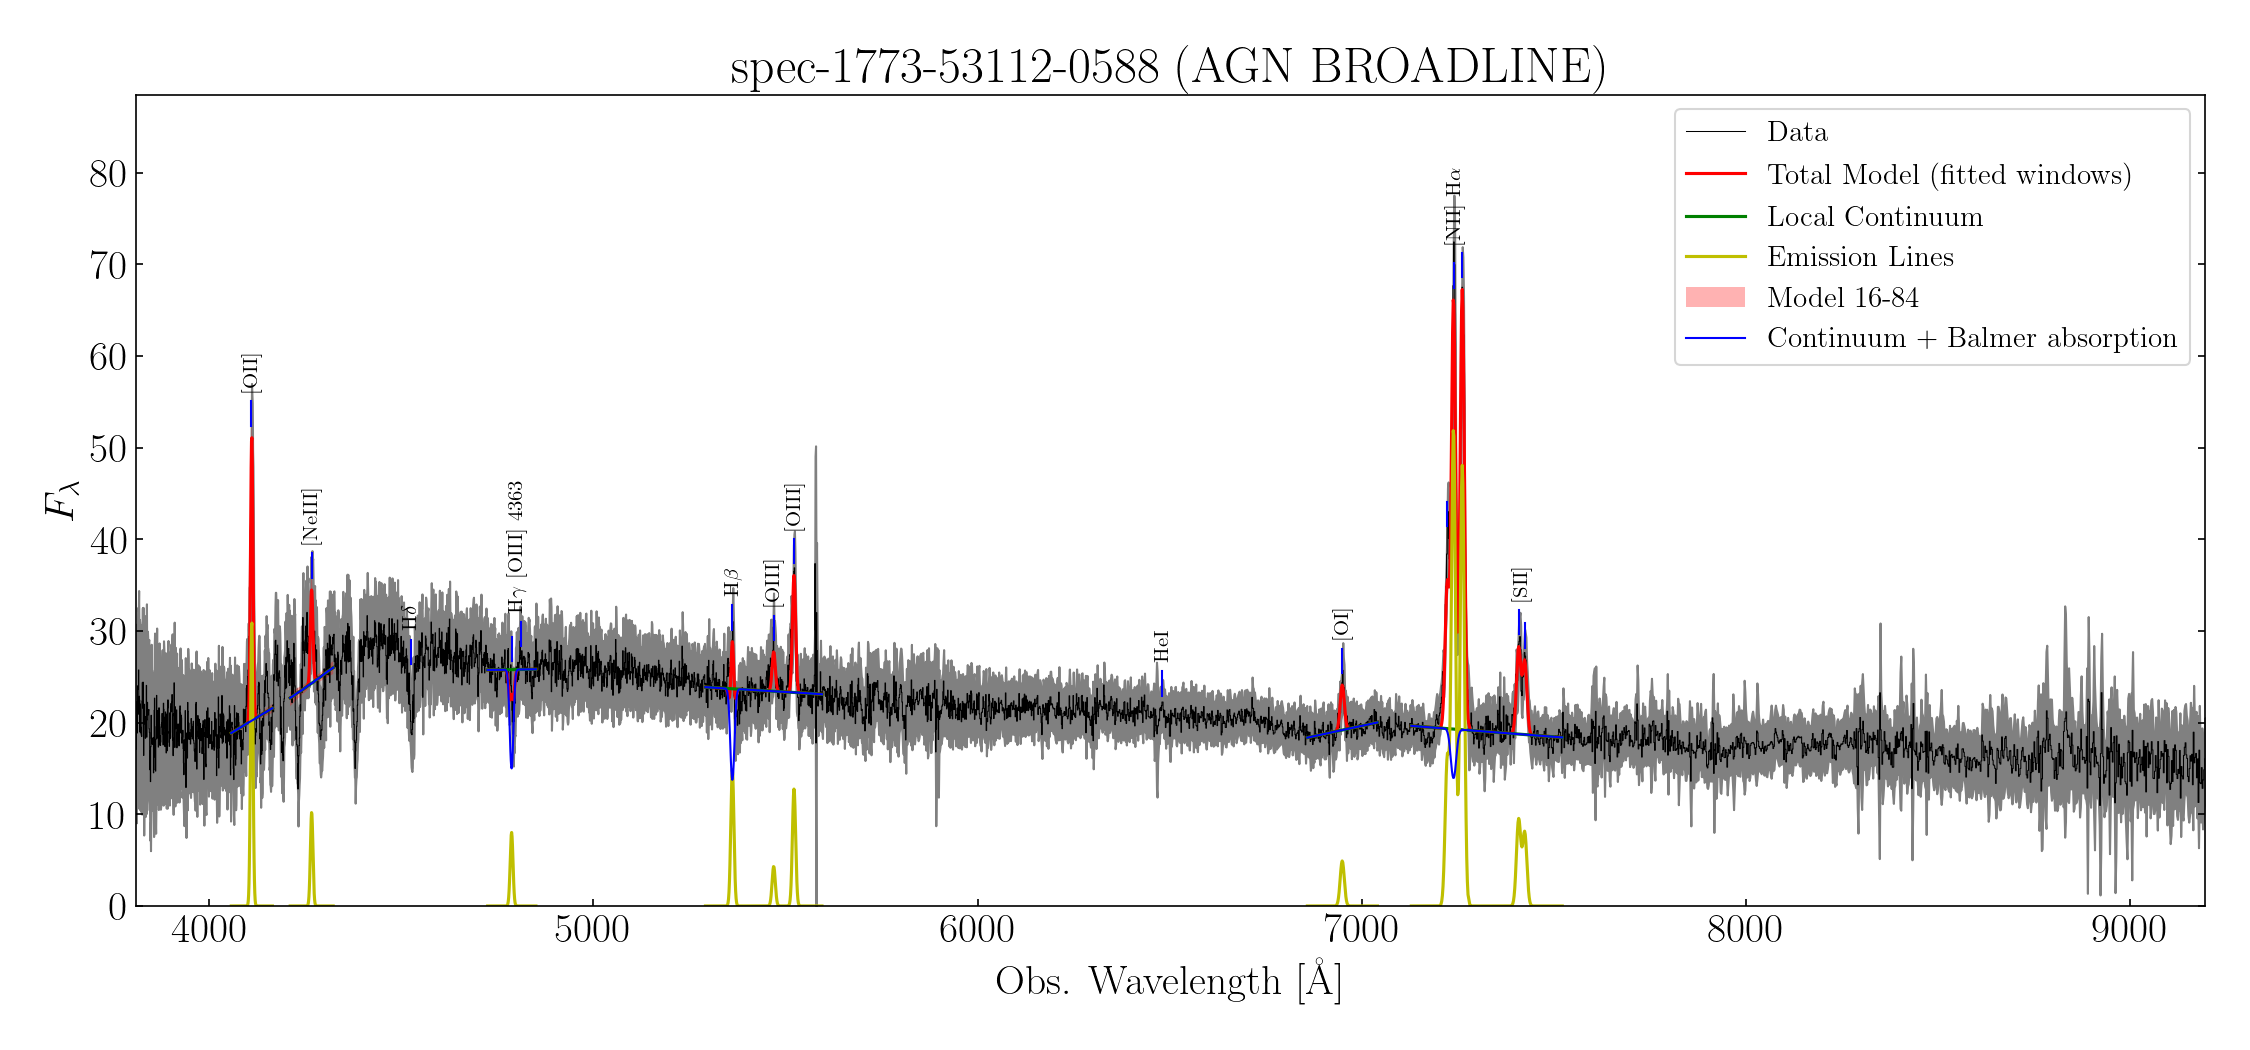 spec-1773-53112-0588 (AGN BROADLINE)
Data
Total Model (fitted windows)
Local Continuum
Emission Lines
Model 16-84
Continuum + Balmer absorption
[OII]
[NeIII]
Hδ
Hγ [OIII] 4363
Hβ
[OIII]
[OIII]
HeI
[OI]
[NII] Hα
[SII]
80
70
60
50
40
30
20
10
0
Fλ
4000
5000
6000
7000
8000
9000
Obs. Wavelength [Å]